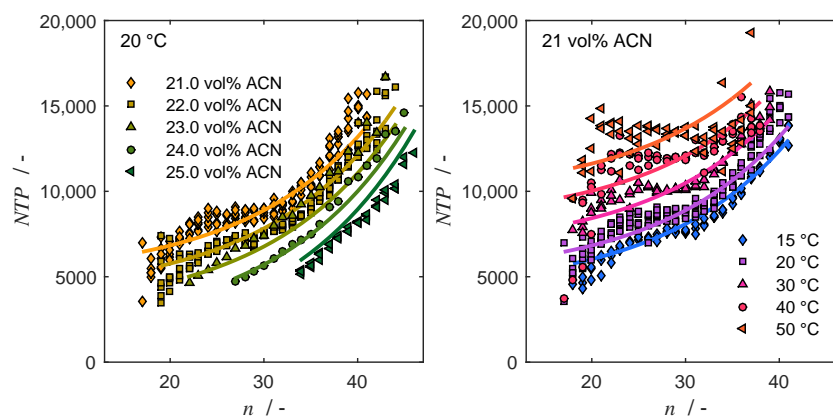 20 °C
21.0 vol% ACN
22.0 vol% ACN
23.0 vol% ACN
24.0 vol% ACN
25.0 vol% ACN
20,000
15,000
10,000
5000
0
NTP / -
20
30
40
n / -
21 vol% ACN
15 °C
20 °C
30 °C
40 °C
50 °C
20,000
15,000
10,000
5000
0
NTP / -
20
30
40
n / -